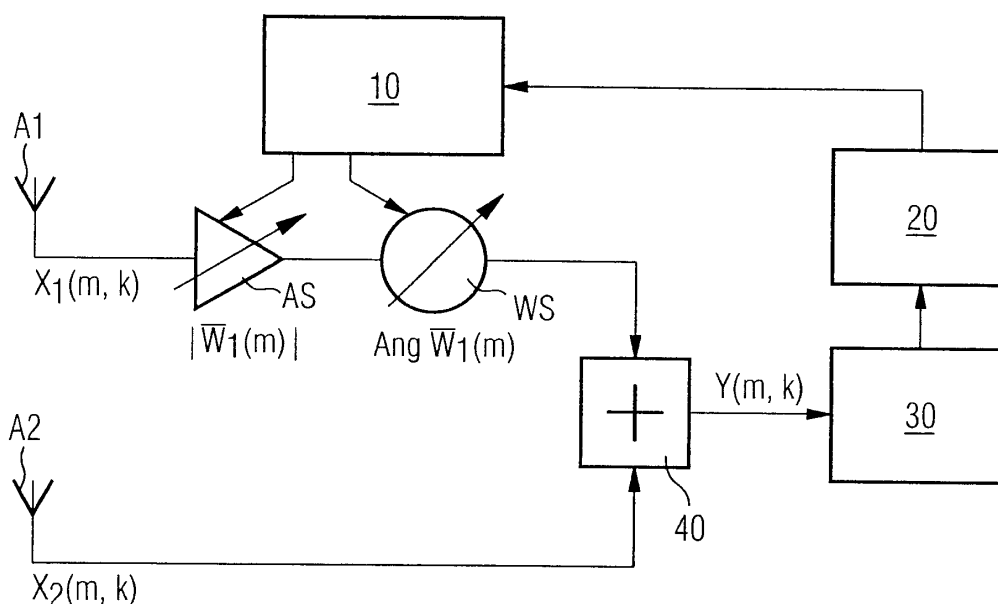 10
A1
20
X1(m, k)
AS
WS
|W̅1(m)|
Ang W̅1(m)
Y(m, k)
30
A2
40
X2(m, k)